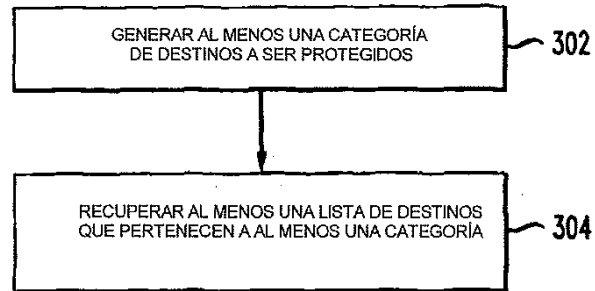 GENERAR AL MENOS UNA CATEGORÍA
DE DESTINOS A SER PROTEGIDOS
302
RECUPERAR AL MENOS UNA LISTA DE DESTINOS
QUE PERTENECEN A AL MENOS UNA CATEGORÍA
304